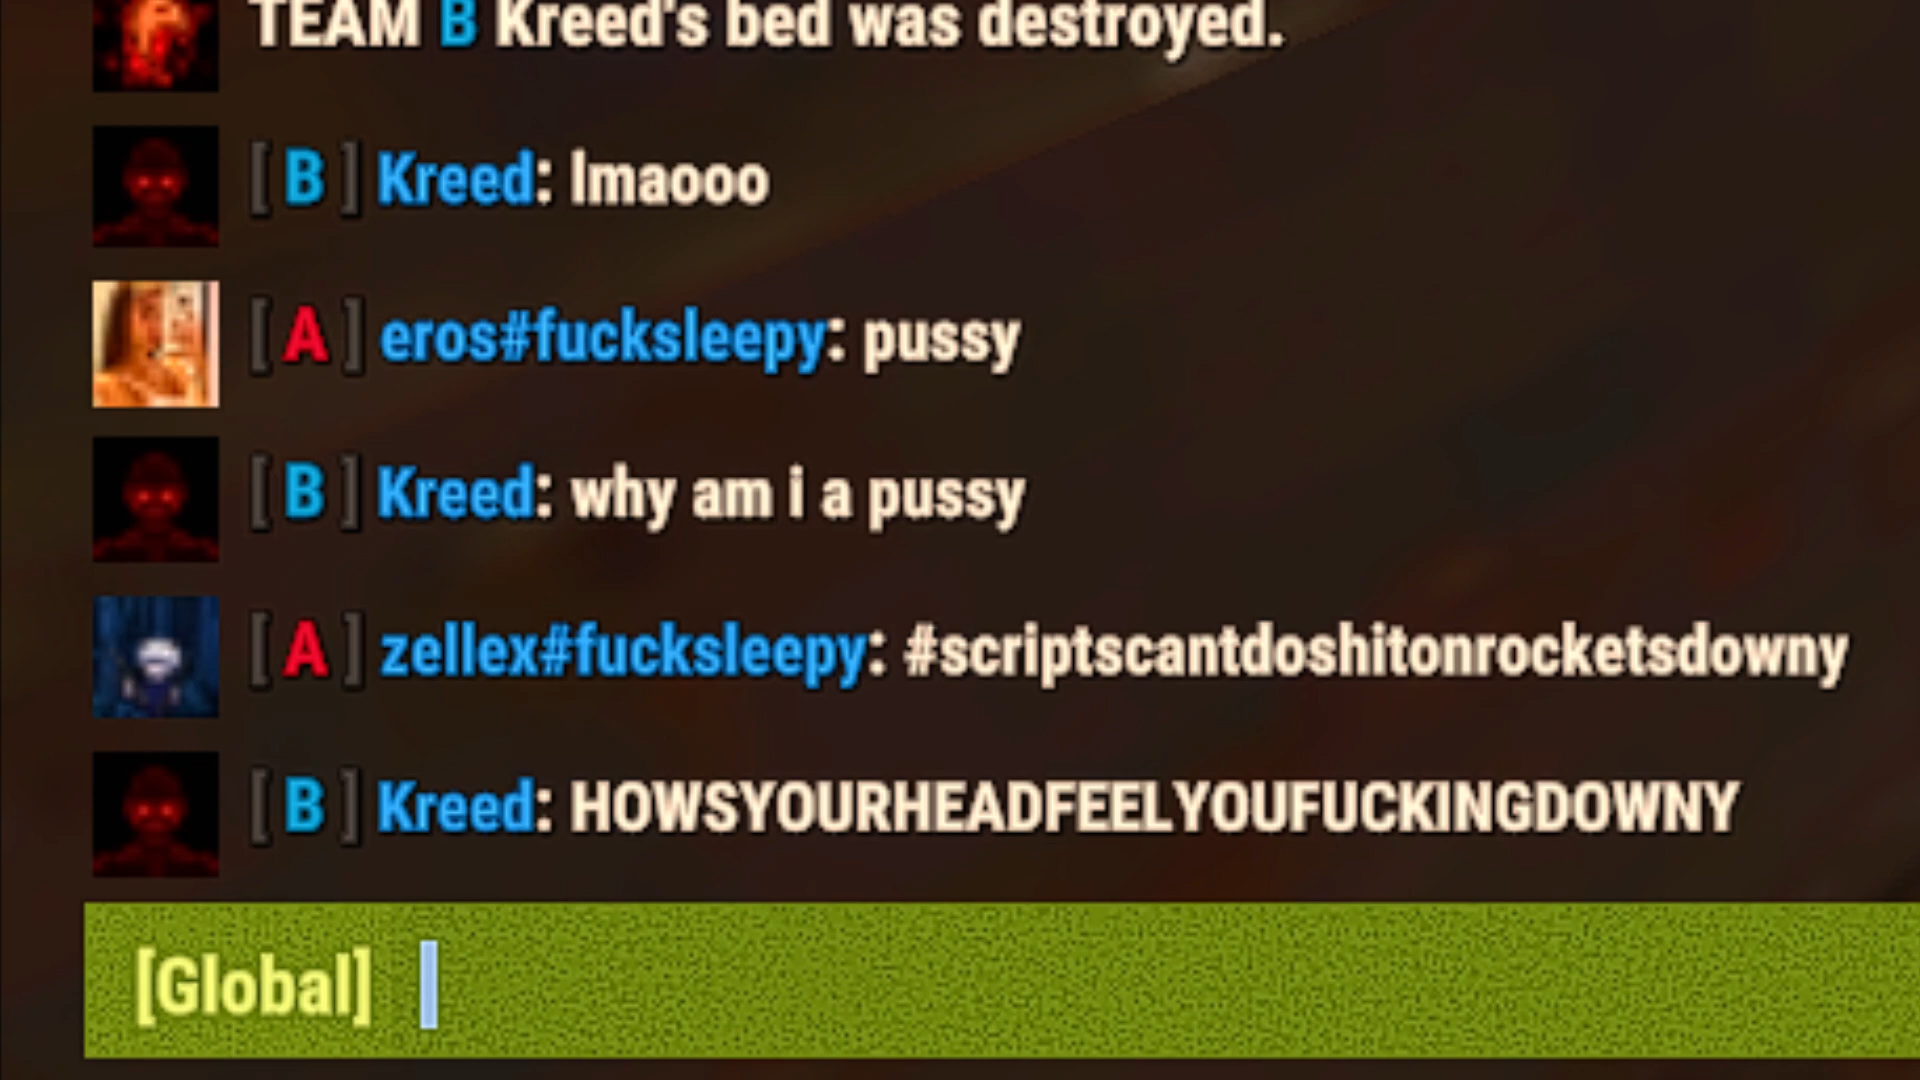 TEAM B Kreed's bed was destroyed.
[ B ] Kreed: lmaooo
[ A ] eros#fucksleepy: pussy
[ B ] Kreed: why am i a pussy
[ A ] zellex#fucksleepy: #scriptscantdoshitonrocketsdowny
[ B ] Kreed: HOWSYOURHEADFEELYOUFUCKINGDOWNY
[Global]